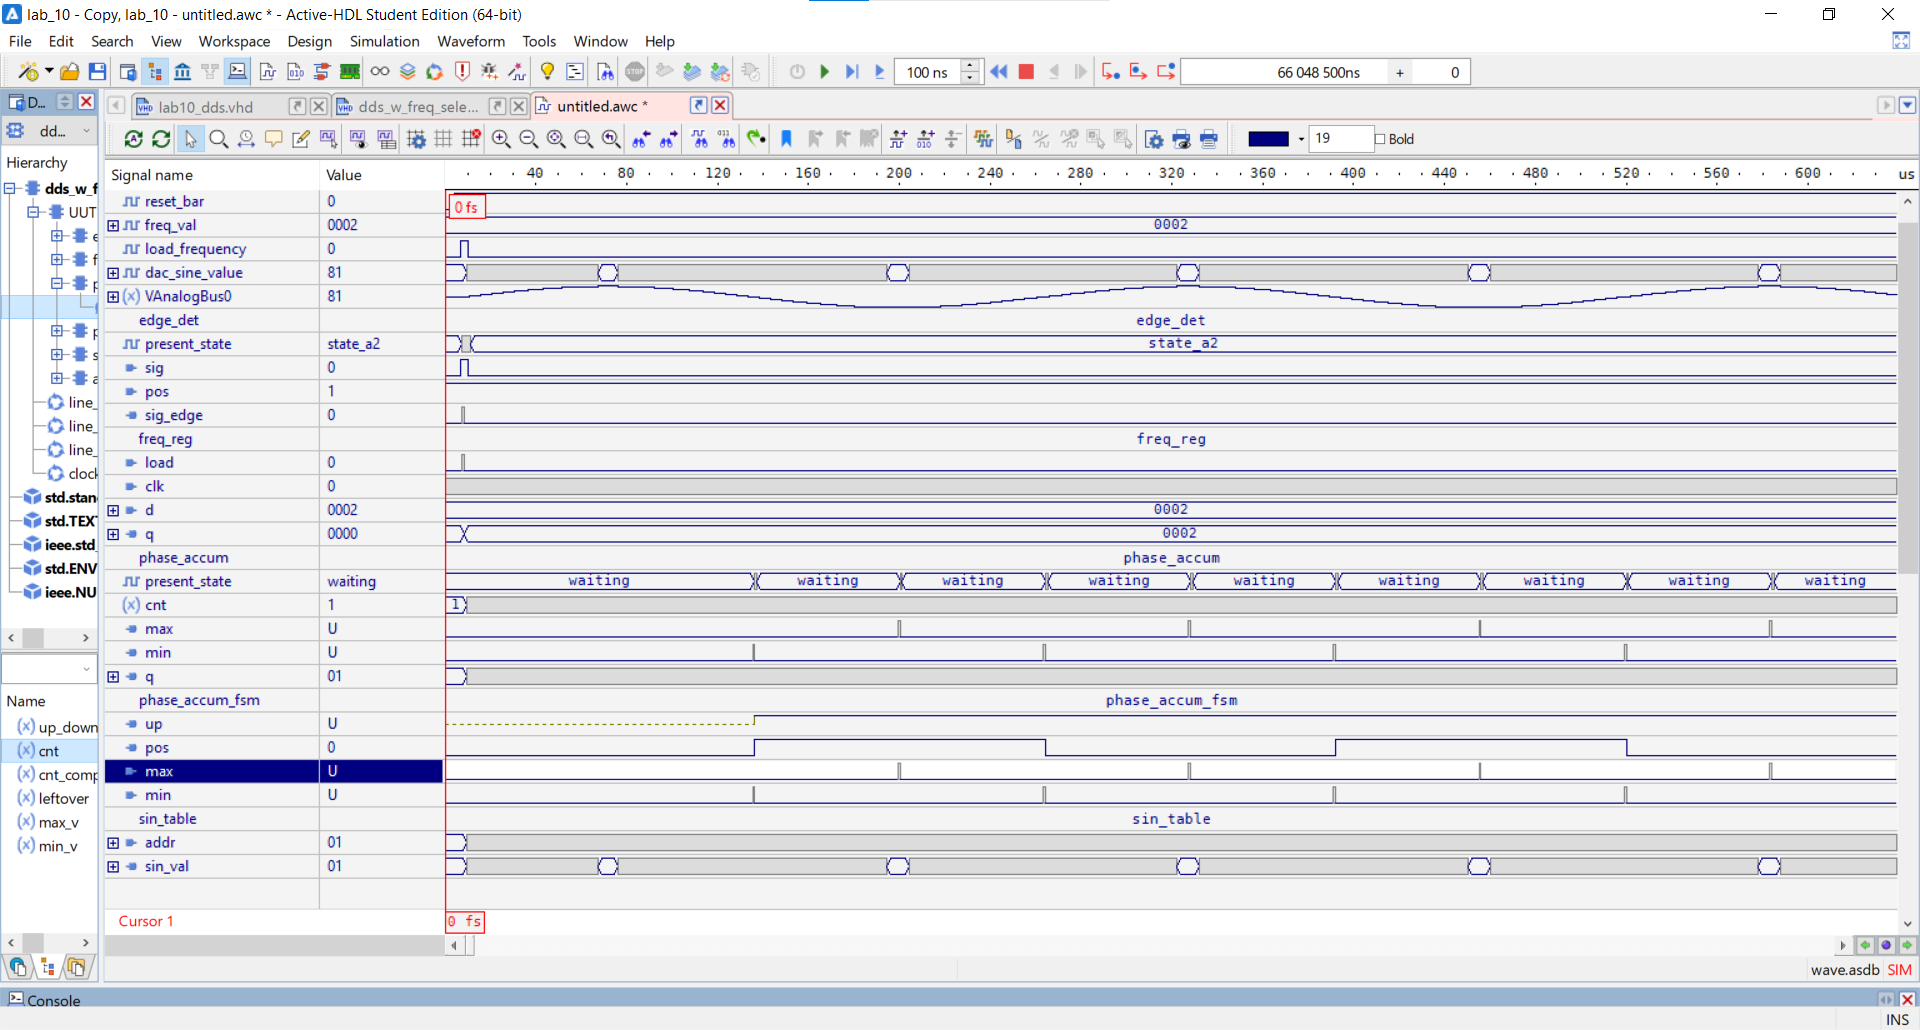 lab_10 - Copy, lab_10 - untitled.awc * - Active-HDL Student Edition (64-bit)
File Edit Search View Workspace Design Simulation Waveform Tools Window Help
100 ns 66 048 500ns + 0
D... lab10_dds.vhd dds_w_freq_sele... untitled.awc *
dd... 19 Bold
Hierarchy
Signal name Value 40 80 120 160 200 240 280 320 360 400 440 480 520 560 600 us
dds_w_f
reset_bar 0 0 fs
UUT
freq_val 0002 0002
load_frequency 0
dac_sine_value 81
VAnalogBus0 81
edge_det edge_det
present_state state_a2 state_a2
sig 0
pos 1
line_
sig_edge 0
line_
freq_reg freq_reg
line_
load 0
clock
clk 0
std.stan
d 0002 0002
std.TEX
q 0000 0002
ieee.std_
phase_accum phase_accum
std.ENV
present_state waiting waiting waiting waiting waiting waiting waiting waiting waiting waiting
ieee.NU
cnt 1 1
max U
min U
q 01
Name
phase_accum_fsm phase_accum_fsm
up_down
up U
cnt
pos 0
cnt_comp
max U
leftover
min U
max_v
sin_table sin_table
min_v
addr 01
sin_val 01
Cursor 1 0 fs
wave.asdb SIM
Console
INS